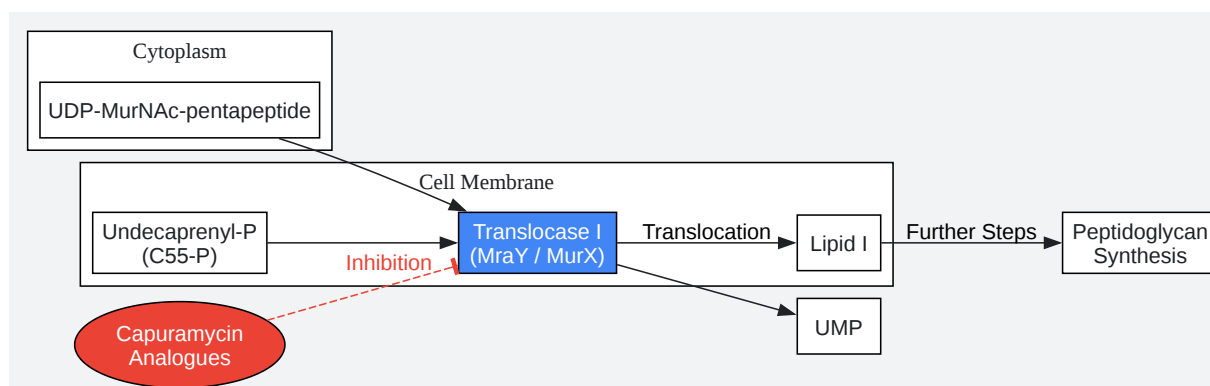 Cytoplasm
UDP-MurNAc-pentapeptide
Cell Membrane
Undecaprenyl-P
(C55-P)
Inhibition
Translocase I
(MraY / MurX)
Translocation
Lipid I
Further Steps
Peptidoglycan
Synthesis
Capuramycin
Analogues
UMP